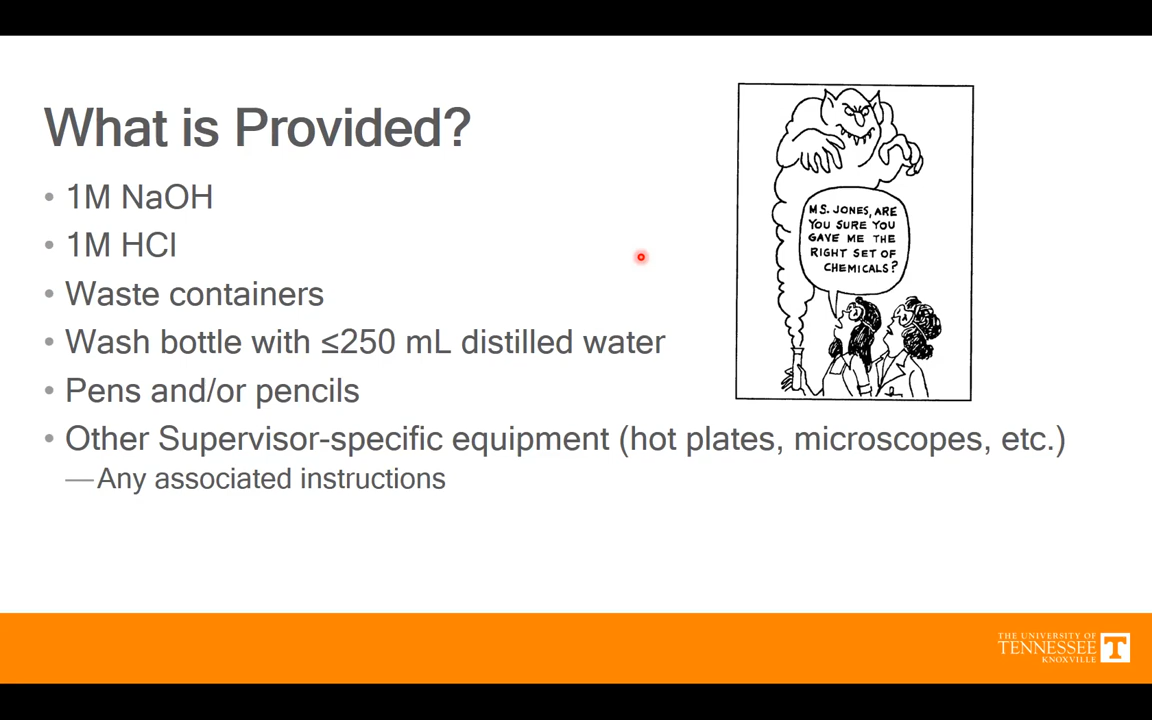 What is Provided?
• 1M NaOH
• 1M HCl
• Waste containers
• Wash bottle with ≤250 mL distilled water
• Pens and/or pencils
• Other Supervisor-specific equipment (hot plates, microscopes, etc.)
—Any associated instructions
MS. JONES, ARE
YOU SURE YOU
GAVE ME THE
RIGHT SET OF
CHEMICALS?
THE UNIVERSITY OF
TENNESSEE
KNOXVILLE
T